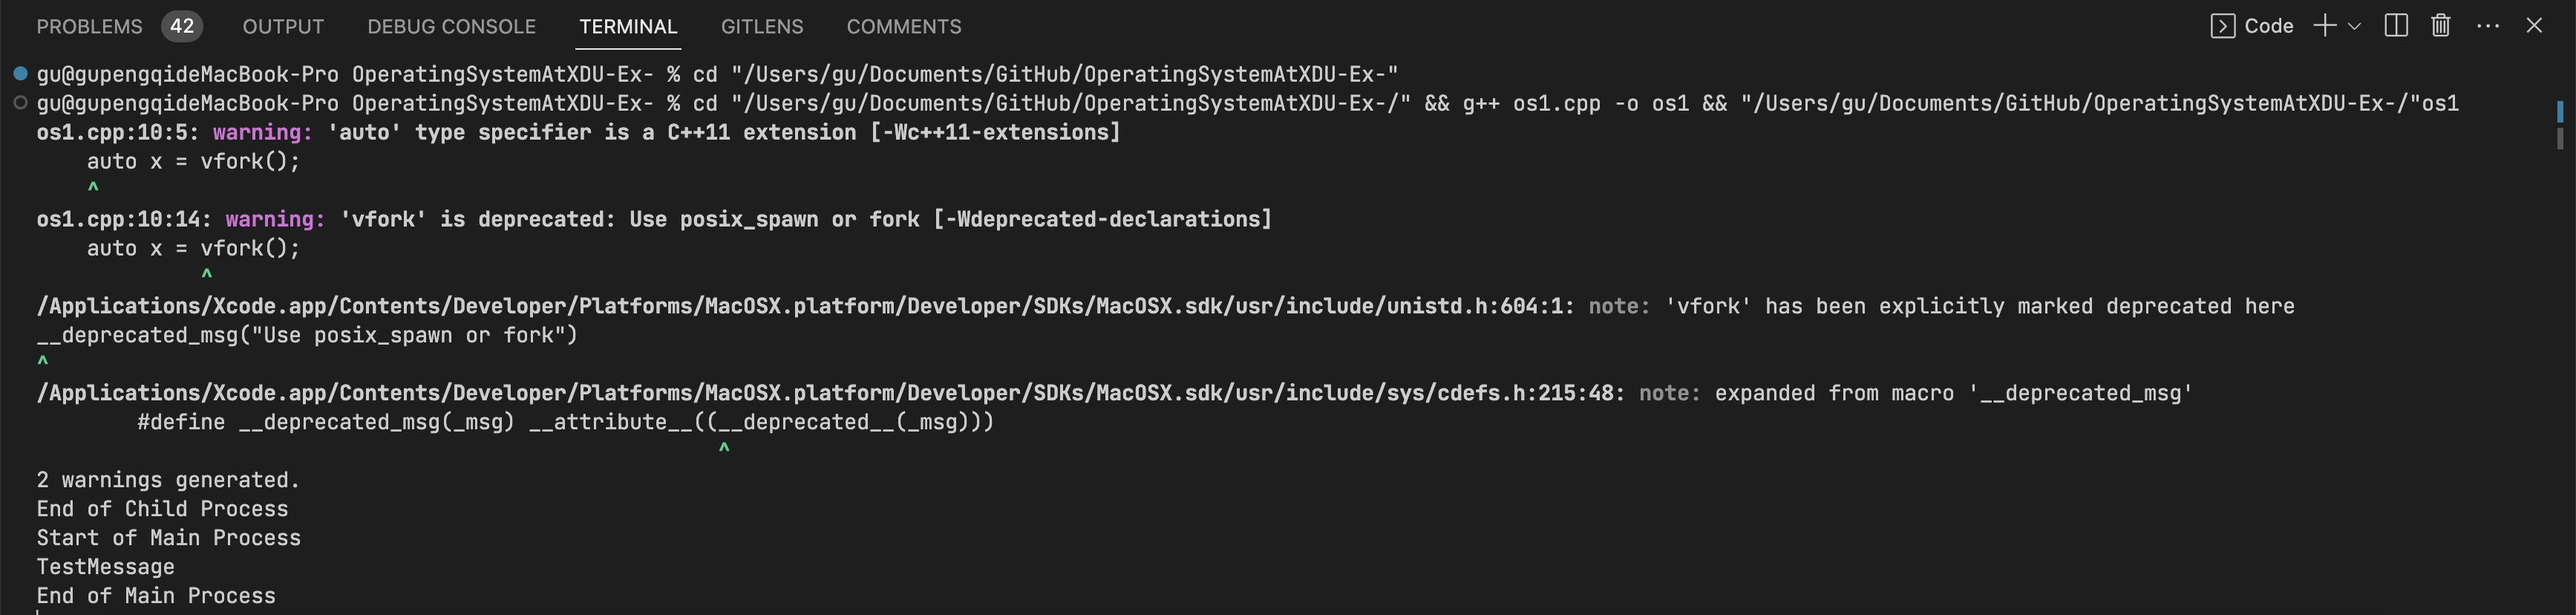 PROBLEMS 42 OUTPUT DEBUG CONSOLE TERMINAL GITLENS COMMENTS Code
gu@gupengqideMacBook-Pro OperatingSystemAtXDU-Ex- % cd "/Users/gu/Documents/GitHub/OperatingSystemAtXDU-Ex-"
gu@gupengqideMacBook-Pro OperatingSystemAtXDU-Ex- % cd "/Users/gu/Documents/GitHub/OperatingSystemAtXDU-Ex-/" && g++ os1.cpp -o os1 && "/Users/gu/Documents/GitHub/OperatingSystemAtXDU-Ex-/"os1
os1.cpp:10:5: warning: 'auto' type specifier is a C++11 extension [-Wc++11-extensions]
    auto x = vfork();
    ^
os1.cpp:10:14: warning: 'vfork' is deprecated: Use posix_spawn or fork [-Wdeprecated-declarations]
    auto x = vfork();
             ^
/Applications/Xcode.app/Contents/Developer/Platforms/MacOSX.platform/Developer/SDKs/MacOSX.sdk/usr/include/unistd.h:604:1: note: 'vfork' has been explicitly marked deprecated here
__deprecated_msg("Use posix_spawn or fork")
^
/Applications/Xcode.app/Contents/Developer/Platforms/MacOSX.platform/Developer/SDKs/MacOSX.sdk/usr/include/sys/cdefs.h:215:48: note: expanded from macro '__deprecated_msg'
        #define __deprecated_msg(_msg) __attribute__((__deprecated__(_msg)))
                                                      ^
2 warnings generated.
End of Child Process
Start of Main Process
TestMessage
End of Main Process